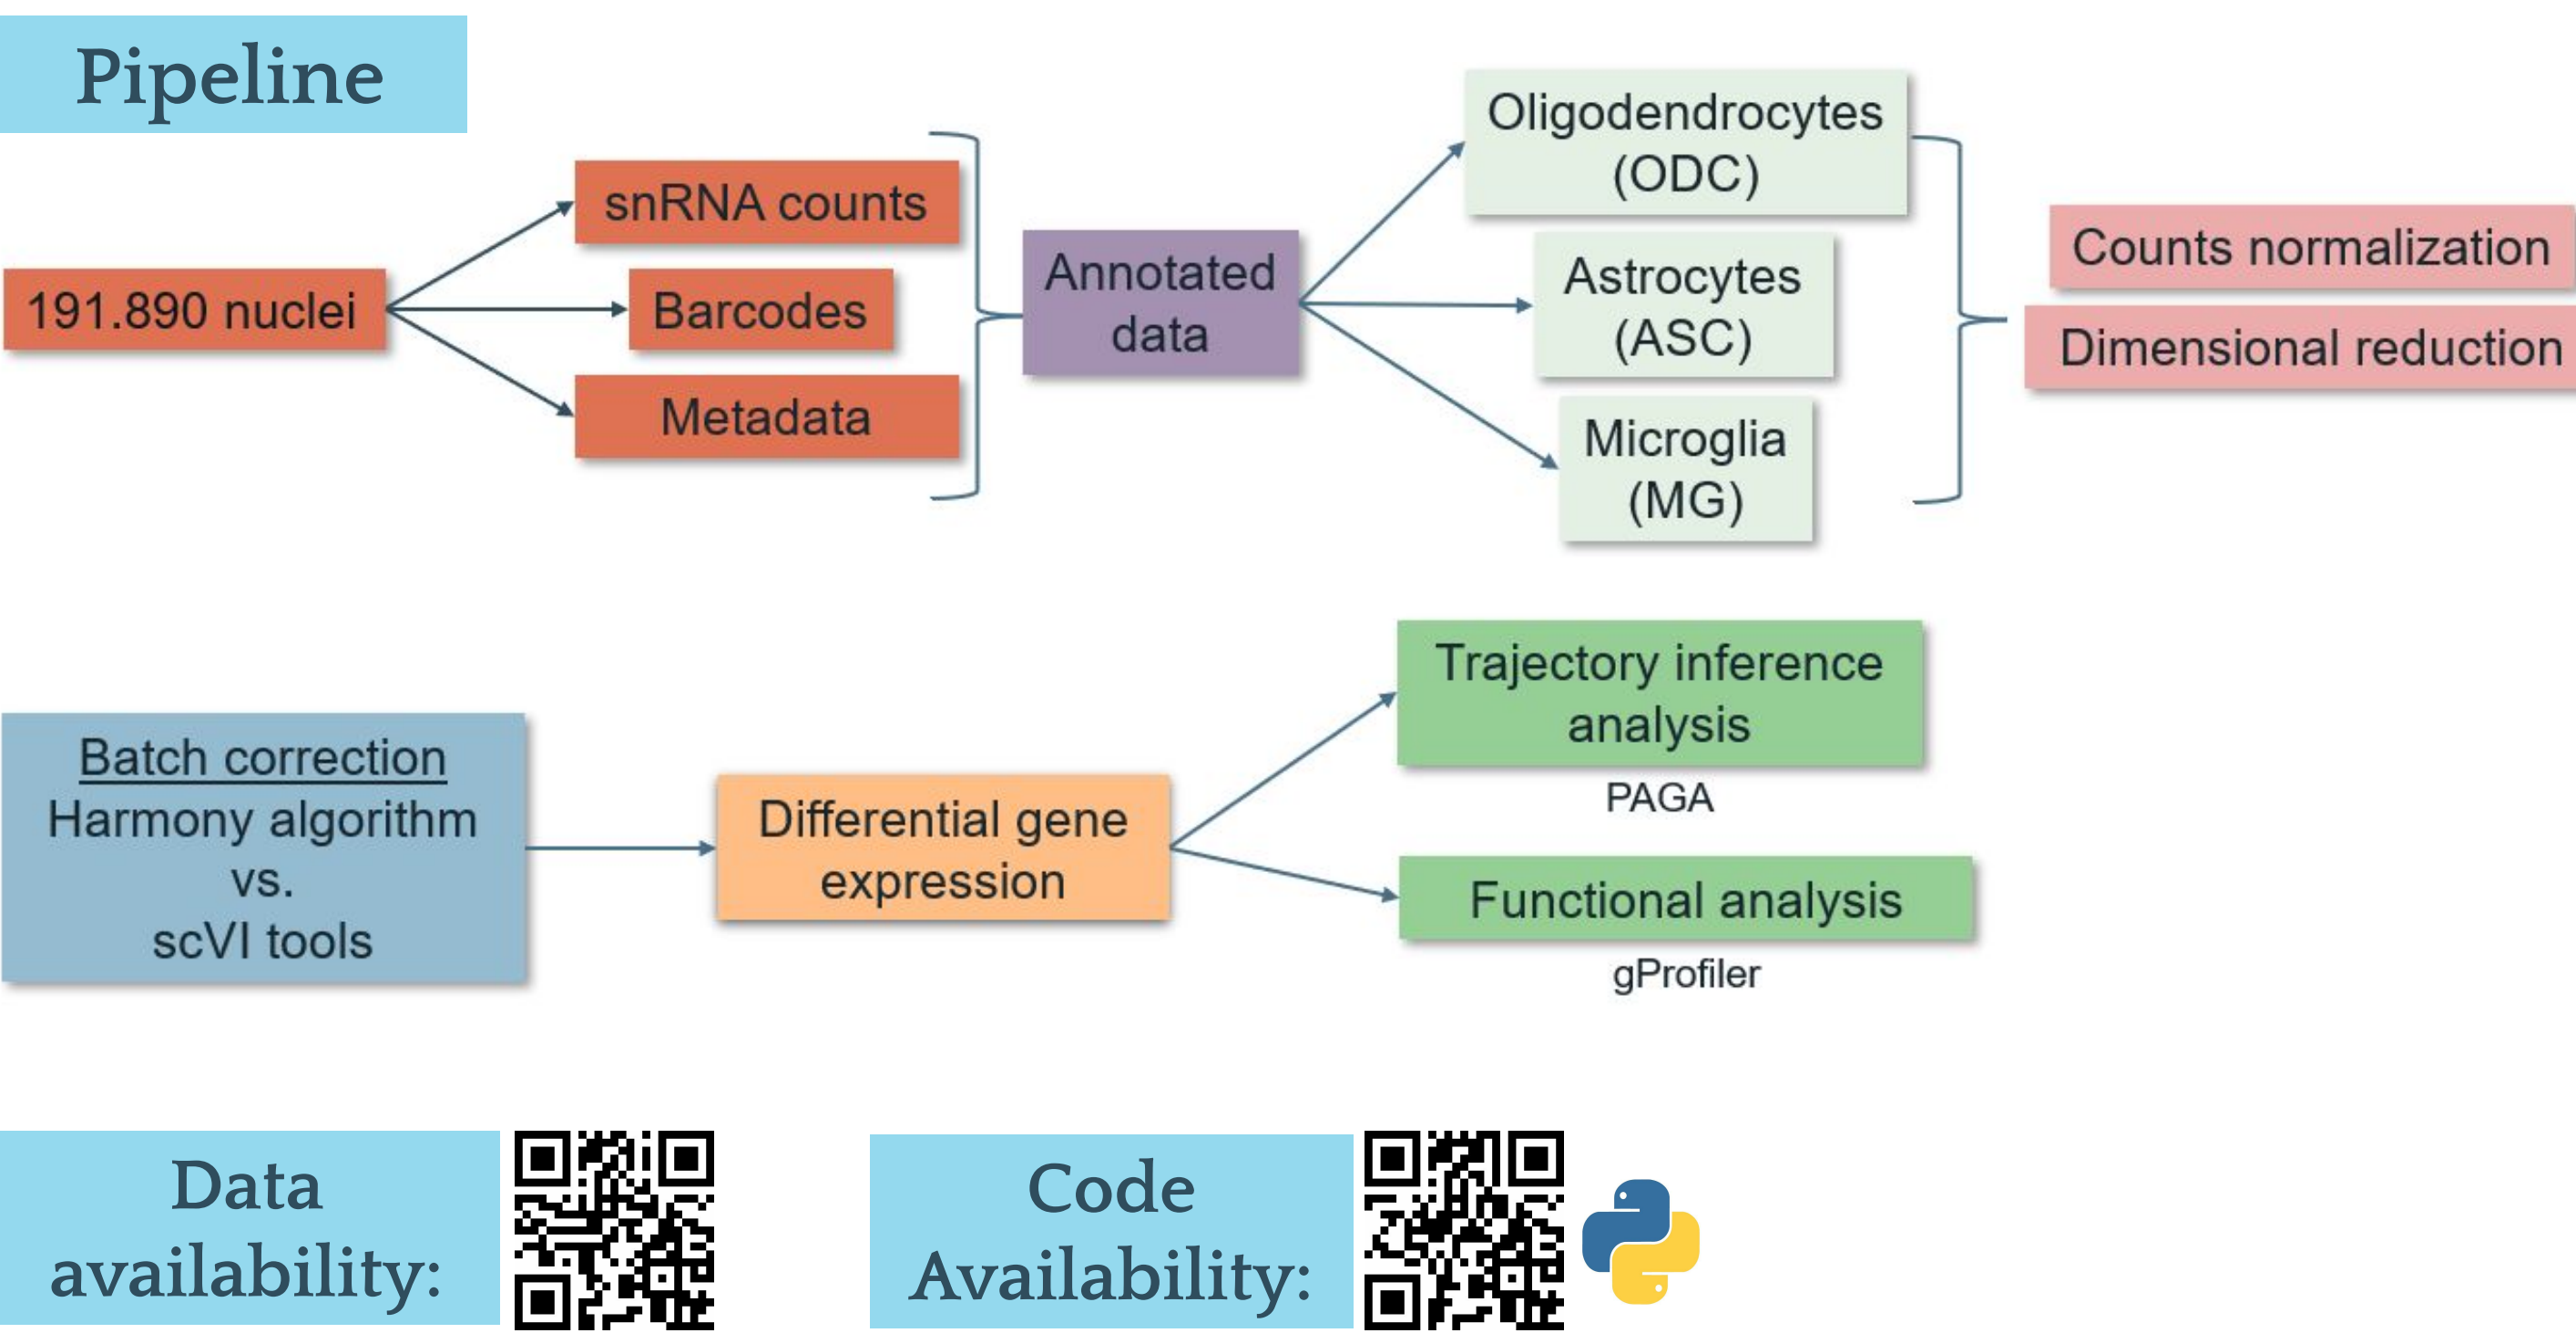 Pipeline
191.890 nuclei
snRNA counts
Barcodes
Metadata
Annotated
data
Oligodendrocytes
(ODC)
Astrocytes
(ASC)
Microglia
(MG)
Counts normalization
Dimensional reduction
Batch correction
Harmony algorithm
vs.
scVI tools
Differential gene
expression
Trajectory inference
analysis
PAGA
Functional analysis
gProfiler
Data
availability:
Code
Availability: